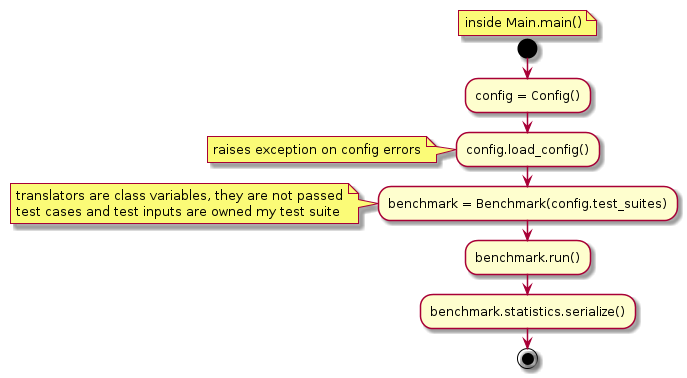 inside Main.main()
config = Config()
raises exception on config errors
config.load_config()
translators are class variables, they are not passed
test cases and test inputs are owned my test suite
benchmark = Benchmark(config.test_suites)
benchmark.run()
benchmark.statistics.serialize()